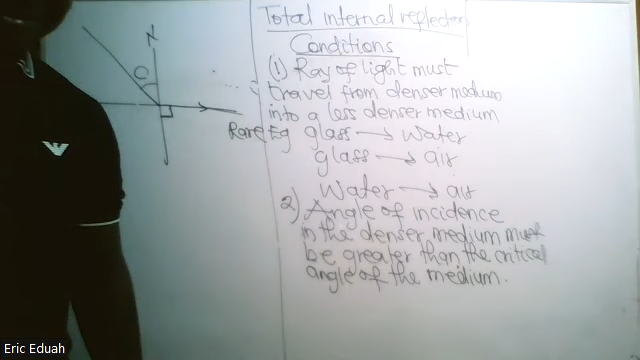 Total internal reflection
Conditions
(1) Ray of light must
travel from denser medium
into a less denser medium
Rare Eg glass → Water
glass → air
Water → air
2) Angle of incidence
in the denser medium must
be greater than the critical
angle of the medium.
N
C
Eric Eduah